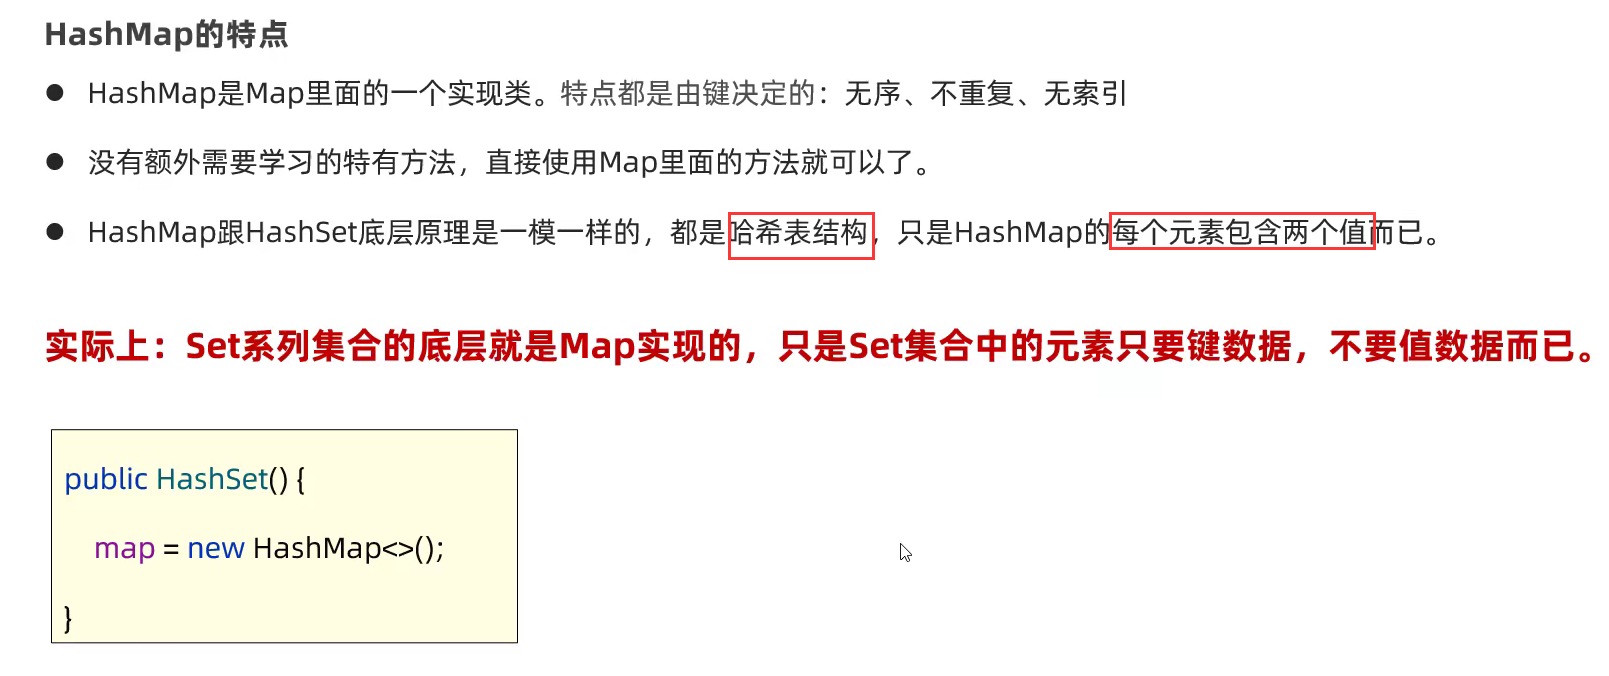 HashMap的特点
● HashMap是Map里面的一个实现类。特点都是由键决定的：无序、不重复、无索引
● 没有额外需要学习的特有方法，直接使用Map里面的方法就可以了。
● HashMap跟HashSet底层原理是一模一样的，都是哈希表结构，只是HashMap的每个元素包含两个值而已。
实际上：Set系列集合的底层就是Map实现的，只是Set集合中的元素只要键数据，不要值数据而已。
public HashSet() {
map = new HashMap<>();
}